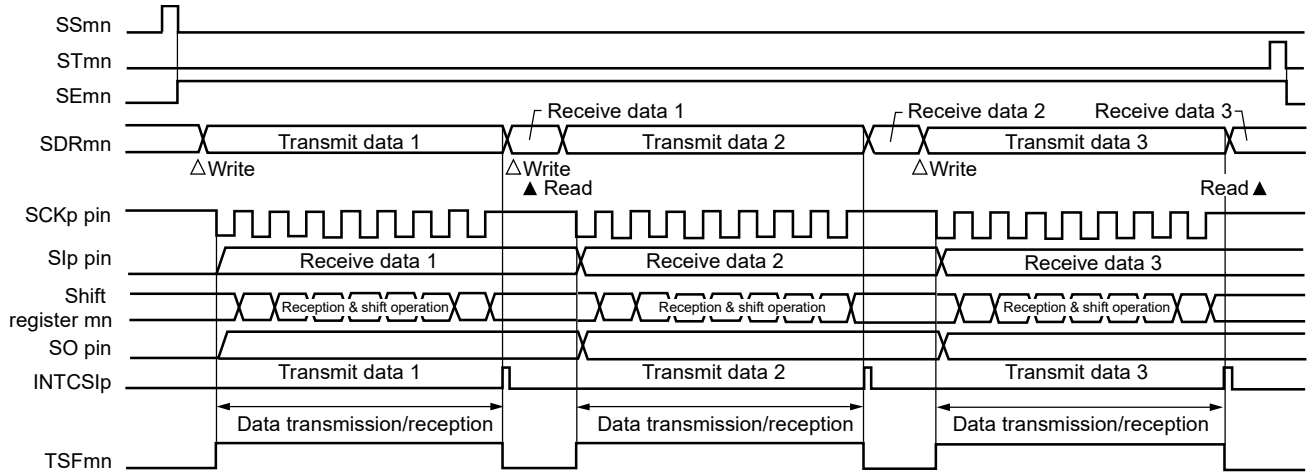 SSmn
STmn
SEmn
Receive data 1
Receive data 2
Receive data 3
SDRmn
Transmit data 1
Transmit data 2
Transmit data 3
△Write
△Write
△Write
▲ Read
Read ▲
SCKp pin
SIp pin
Receive data 1
Receive data 2
Receive data 3
Shift
register mn
Reception & shift operation
Reception & shift operation
Reception & shift operation
SO pin
Transmit data 1
Transmit data 2
Transmit data 3
INTCSIp
Data transmission/reception
Data transmission/reception
Data transmission/reception
TSFmn